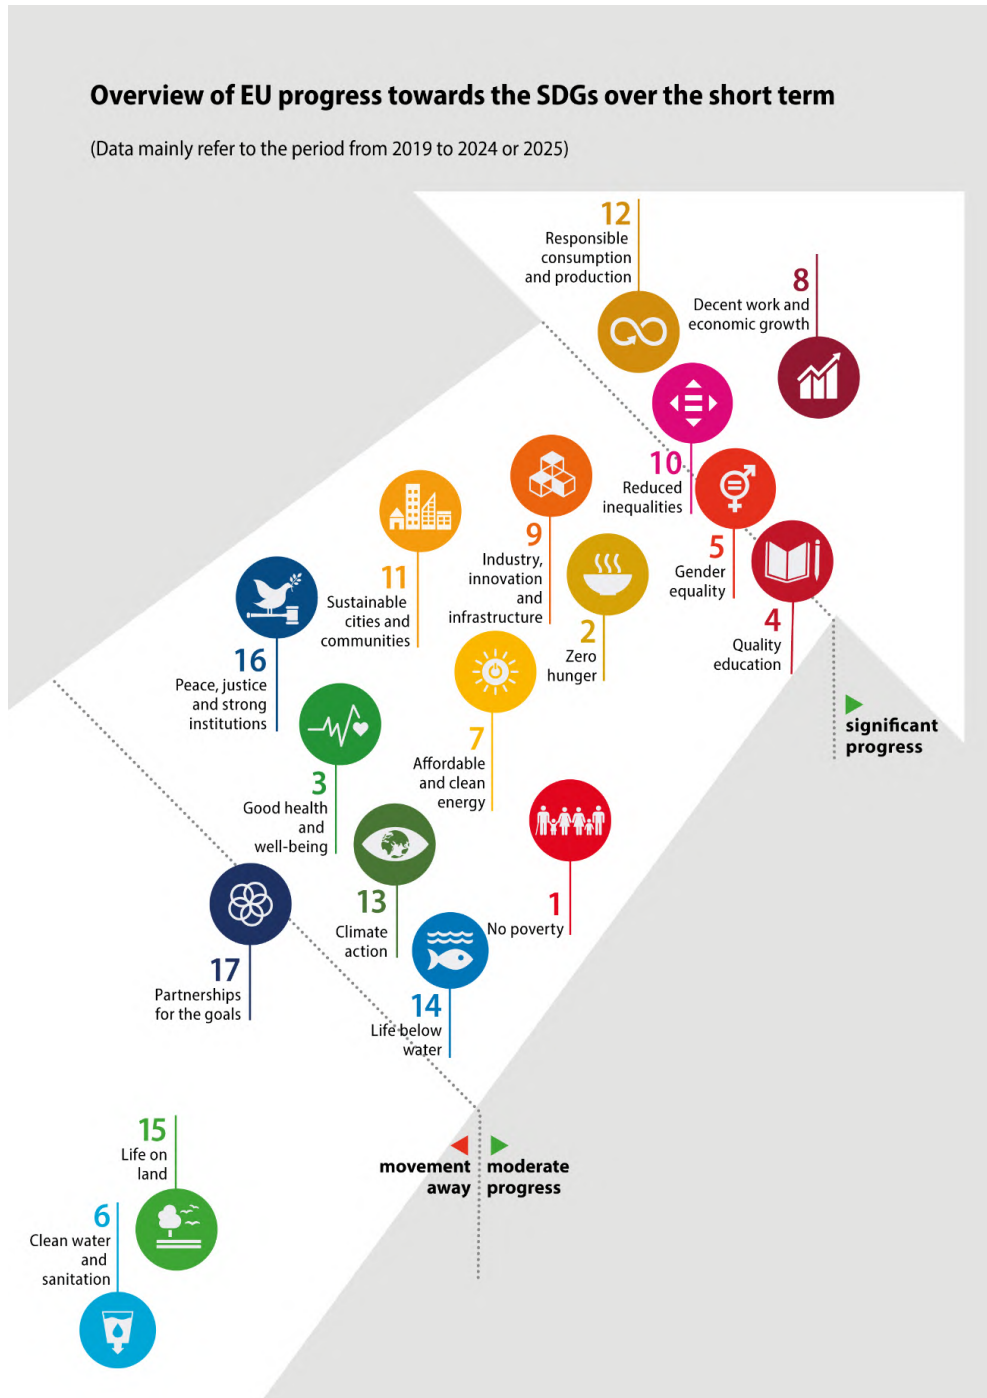 Overview of EU progress towards the SDGs over the short term
(Data mainly refer to the period from 2019 to 2024 or 2025)
12
Responsible
consumption
and production
8
Decent work and
economic growth
10
Reduced
inequalities
5
Gender
equality
4
Quality
education
9
Industry,
innovation
and
infrastructure
11
Sustainable
cities and
communities
2
Zero
hunger
16
Peace, justice
and strong
institutions
7
Affordable
and clean
energy
3
Good health
and
well-being
significant
progress
13
Climate
action
1
No poverty
17
Partnerships
for the goals
14
Life below
water
15
Life on
land
6
Clean water
and
sanitation
movement
away
moderate
progress